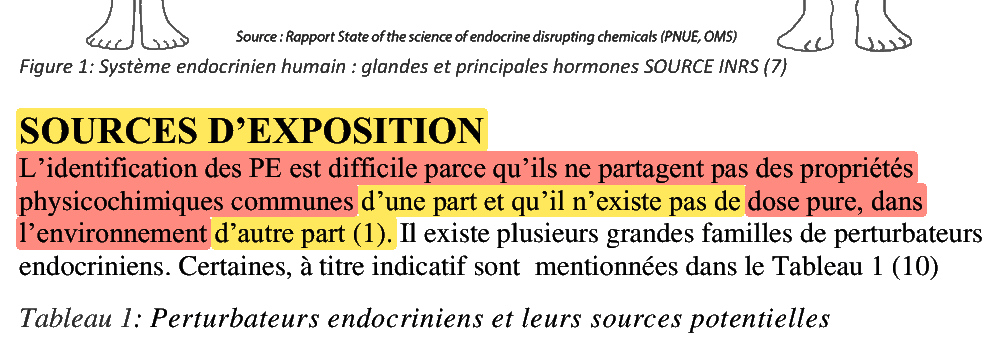 Source : Rapport State of the science of endocrine disrupting chemicals (PNUE, OMS)
Figure 1: Système endocrinien humain : glandes et principales hormones SOURCE INRS (7)
SOURCES D’EXPOSITION
L’identification des PE est difficile parce qu’ils ne partagent pas des propriétés
physicochimiques communes d’une part et qu’il n’existe pas de dose pure, dans
l’environnement d’autre part (1). Il existe plusieurs grandes familles de perturbateurs
endocriniens. Certaines, à titre indicatif sont  mentionnées dans le Tableau 1 (10)
Tableau 1: Perturbateurs endocriniens et leurs sources potentielles